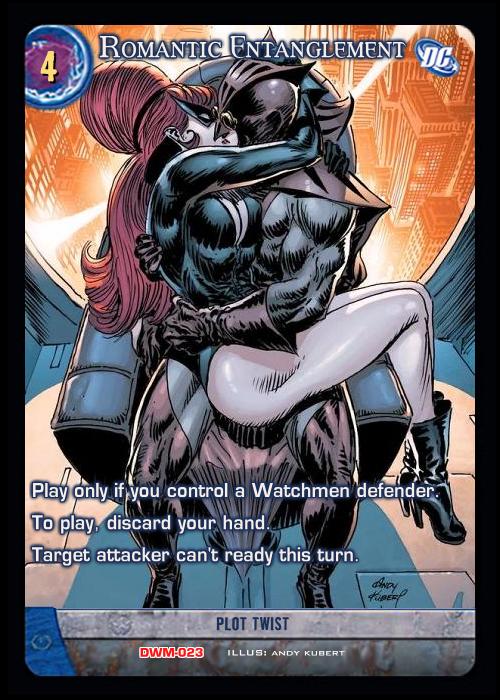 4
Romantic Entanglement
DC
Play only if you control a Watchmen defender.
To play, discard your hand.
Target attacker can't ready this turn.
Andy
Kubert
PLOT TWIST
DWM-023 ILLUS: ANDY KUBERT